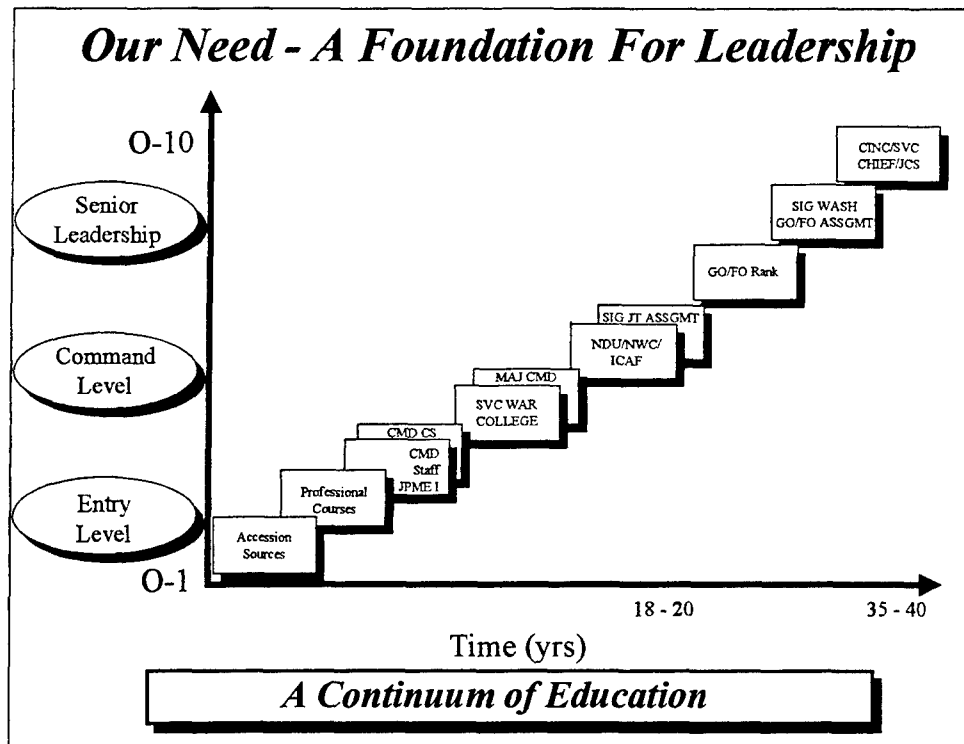 Our Need - A Foundation For Leadership
O-10
Senior
Leadership
Command
Level
Entry
Level
O-1
CINC/SVC
CHIEF/JCS
SIG WASH
GO/FO ASSGMT
GO/FO Rank
SIG JT ASSGMT
NDU/NWC/
ICAF
MAJ CMD
SVC WAR
COLLEGE
CMD CS
CMD
Staff
JPME I
Professional
Courses
Accession
Sources
18 - 20
35 - 40
Time (yrs)
A Continuum of Education